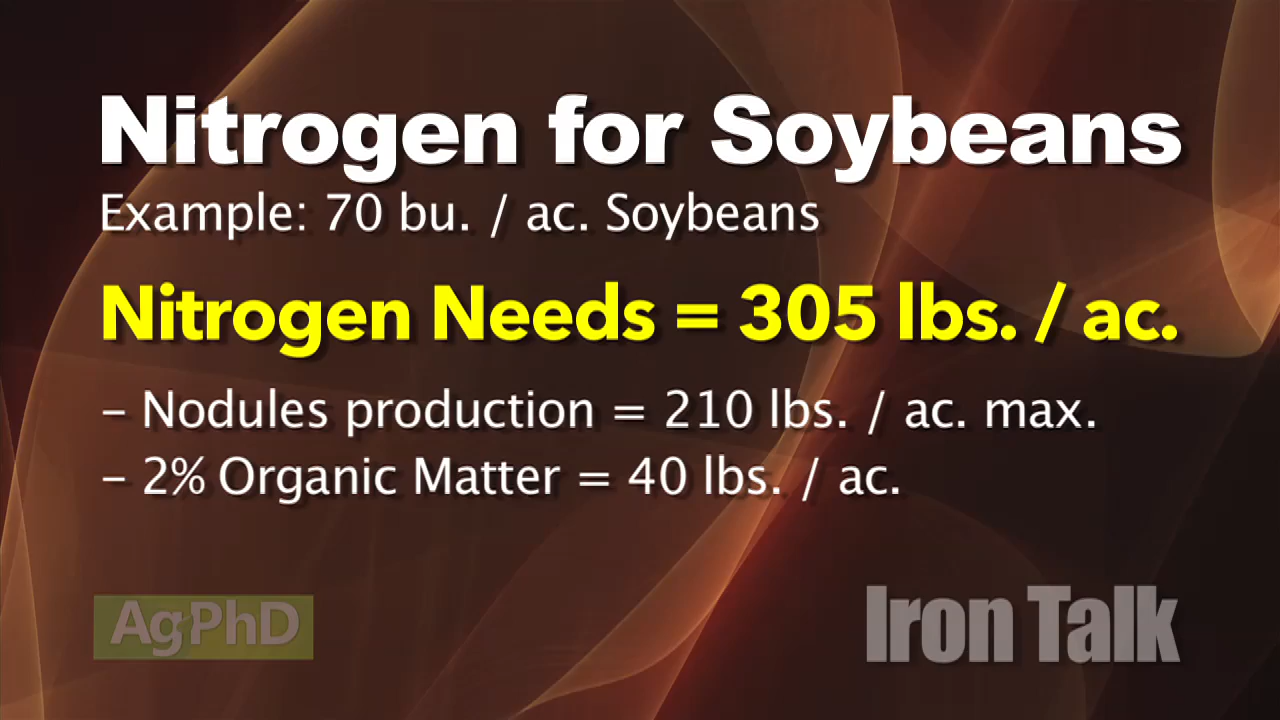 Nitrogen for Soybeans
Example: 70 bu. / ac. Soybeans
Nitrogen Needs = 305 lbs. / ac.
– Nodules production = 210 lbs. / ac. max.
– 2% Organic Matter = 40 lbs. / ac.
AgPhD
Iron Talk